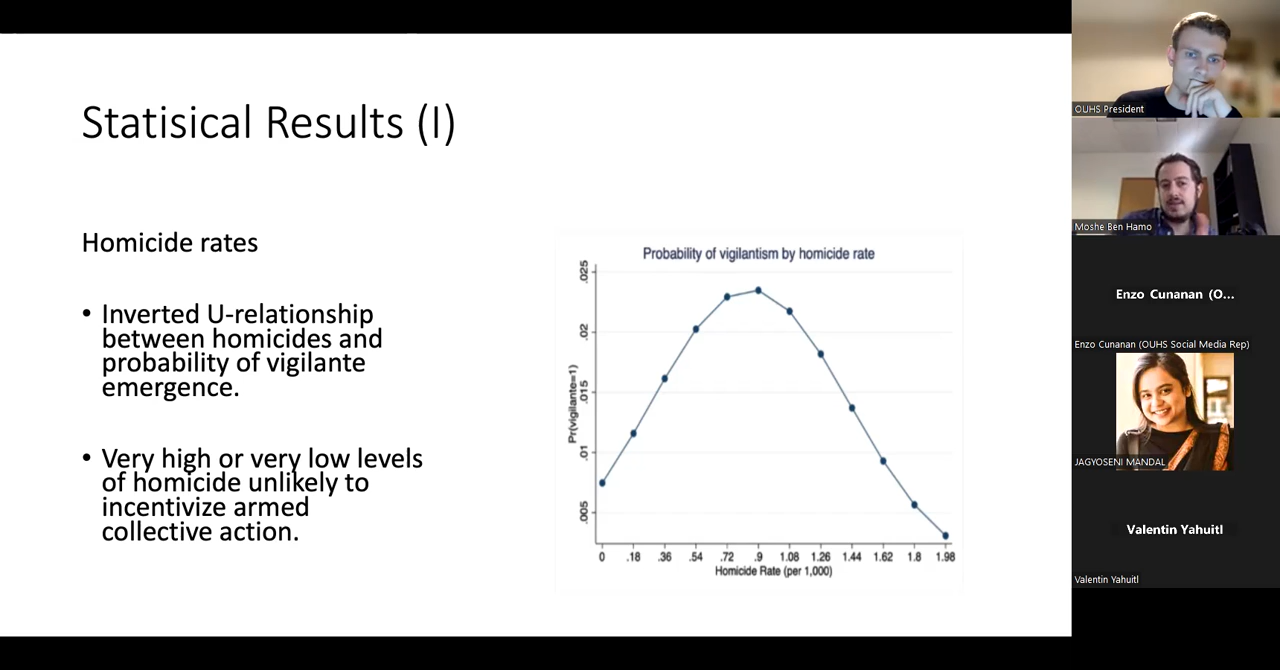 Statisical Results (I)
Homicide rates
• Inverted U-relationship
between homicides and
probability of vigilante
emergence.
• Very high or very low levels
of homicide unlikely to
incentivize armed
collective action.
Probability of vigilantism by homicide rate
Pr(vigilante=1)
.025
.02
.015
.01
.005
0 .18 .36 .54 .72 .9 1.08 1.26 1.44 1.62 1.8 1.98
Homicide Rate (per 1,000)
OUHS President
Moshe Ben Hamo
Enzo Cunanan (O...
Enzo Cunanan (OUHS Social Media Rep)
JAGYOSENI MANDAL
Valentin Yahuitl
Valentin Yahuitl